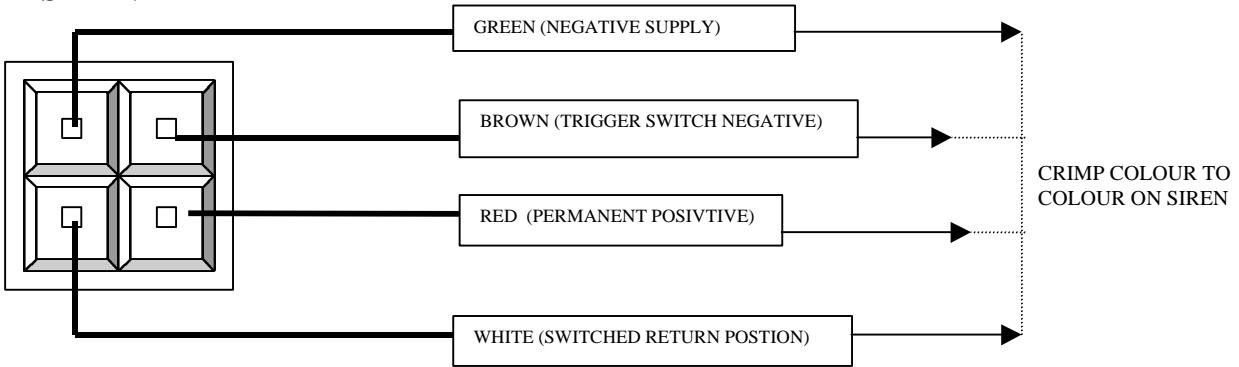 GREEN (NEGATIVE SUPPLY)
BROWN (TRIGGER SWITCH NEGATIVE)
CRIMP COLOUR TO
COLOUR ON SIREN
RED (PERMANENT POSIVTIVE)
WHITE (SWITCHED RETURN POSTION)